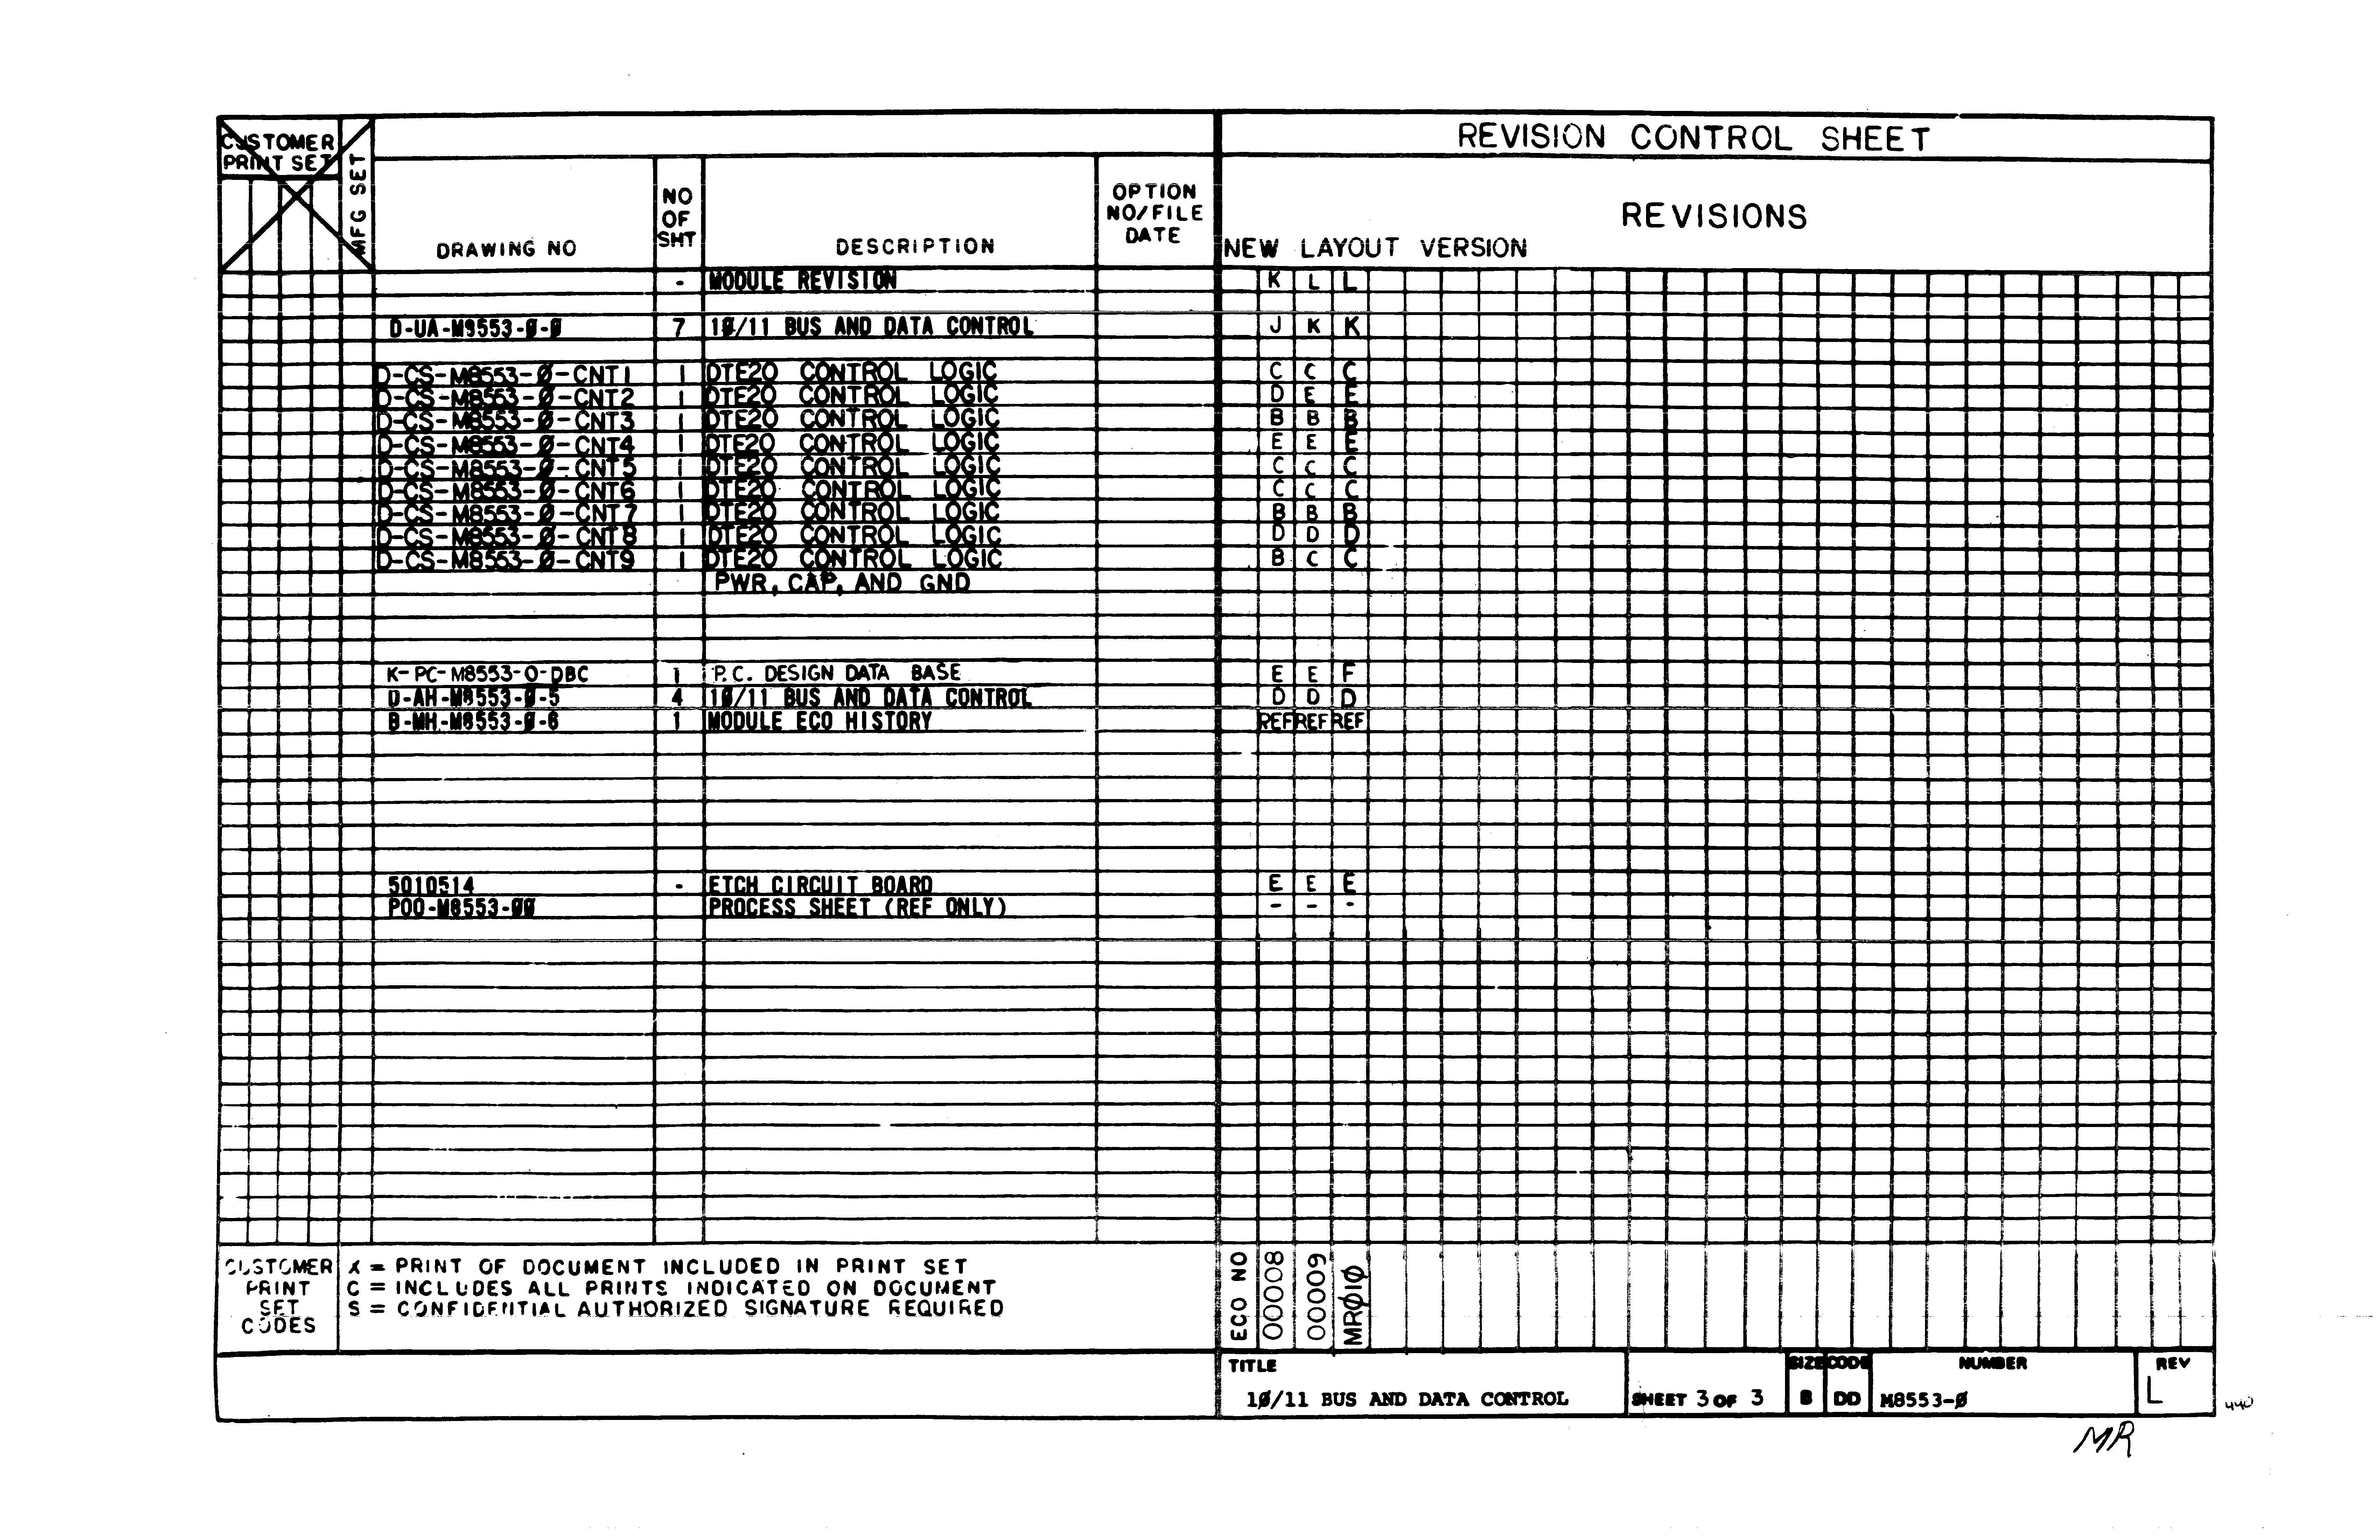 CUSTOMER PRINT SET
MFG SET
DRAWING NO
NO OF SHT
DESCRIPTION
OPTION NO/FILE DATE
REVISION CONTROL SHEET
REVISIONS
NEW LAYOUT VERSION
- MODULE REVISION K L L
D-UA-M8553-Ø-Ø 7 1Ø/11 BUS AND DATA CONTROL J K K
D-CS-M8553-Ø-CNT1 1 DTE20 CONTROL LOGIC C C C
D-CS-M8553-Ø-CNT2 1 DTE20 CONTROL LOGIC D E E
D-CS-M8553-Ø-CNT3 1 DTE20 CONTROL LOGIC B B B
D-CS-M8553-Ø-CNT4 1 DTE20 CONTROL LOGIC E E E
D-CS-M8553-Ø-CNT5 1 DTE20 CONTROL LOGIC C C C
D-CS-M8553-Ø-CNT6 1 DTE20 CONTROL LOGIC C C C
D-CS-M8553-Ø-CNT7 1 DTE20 CONTROL LOGIC B B B
D-CS-M8553-Ø-CNT8 1 DTE20 CONTROL LOGIC D D D
D-CS-M8553-Ø-CNT9 1 DTE20 CONTROL LOGIC B C C
PWR, CAP, AND GND
K-PC-M8553-0-DBC 1 P.C. DESIGN DATA BASE E E F
D-AH-M8553-Ø-5 4 1Ø/11 BUS AND DATA CONTROL D D D
B-MH-M8553-Ø-6 1 MODULE ECO HISTORY REF REF REF
5010514 - ETCH CIRCUIT BOARD E E E
P00-M8553-ØØ PROCESS SHEET (REF ONLY) - - -
CUSTOMER PRINT SET CODES
X = PRINT OF DOCUMENT INCLUDED IN PRINT SET
C = INCLUDES ALL PRINTS INDICATED ON DOCUMENT
S = CONFIDENTIAL AUTHORIZED SIGNATURE REQUIRED
ECO NO 00008 00009 MRØ1Ø
TITLE
1Ø/11 BUS AND DATA CONTROL
SHEET 3 OF 3
SIZE B
CODE DD
NUMBER M8553-Ø
REV L
440
MR